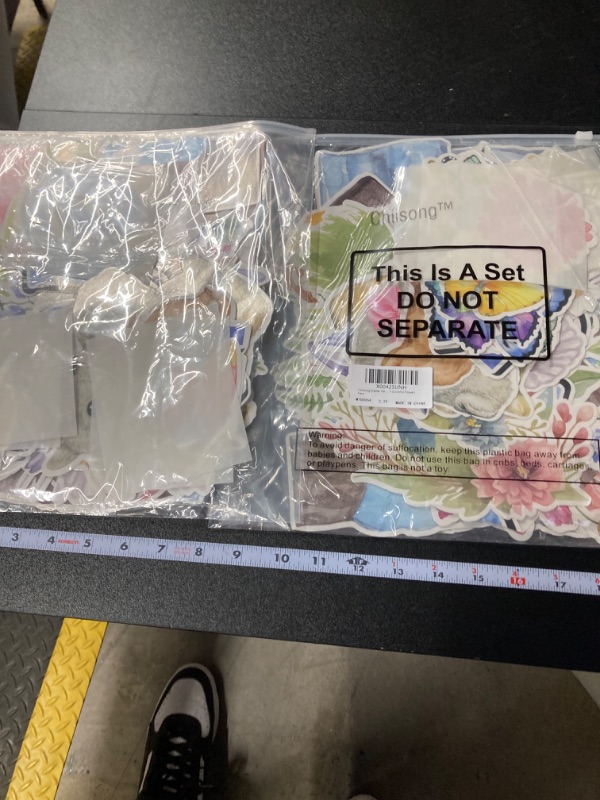 Chiisong™
This Is A Set
DO NOT
SEPARATE
MADE IN CHINA
Warning:
To avoid danger of suffocation, keep this plastic bag away from
babies and children. Do not use this bag in cribs, beds, carriages
or playpens. This bag is not a toy.
3 4 5 6 7 8 9 10 11 12 13 14 15 16 17